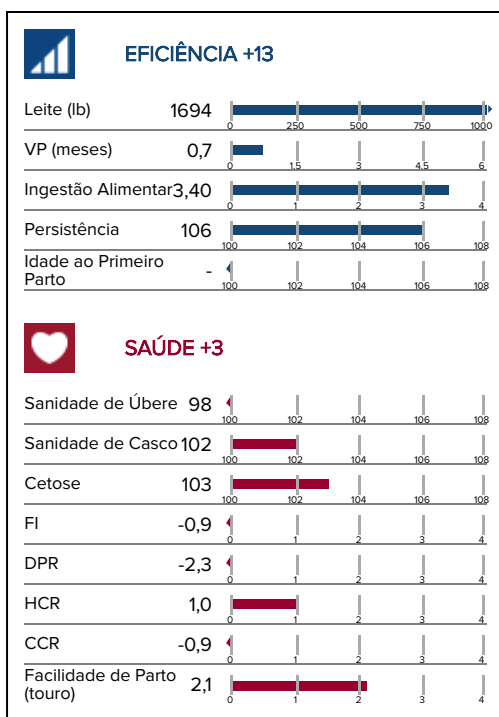 EFICIÊNCIA +13
Leite (lb) 1694
0 250 500 750 1000
VP (meses) 0,7
0 1.5 3 4.5 6
Ingestão Alimentar 3,40
0 1 2 3 4
Persistência 106
100 102 104 106 108
Idade ao Primeiro
Parto -
100 102 104 106 108
SAÚDE +3
Sanidade de Úbere 98
100 102 104 106 108
Sanidade de Casco 102
100 102 104 106 108
Cetose 103
100 102 104 106 108
FI -0,9
0 1 2 3 4
DPR -2,3
0 1 2 3 4
HCR 1,0
0 1 2 3 4
CCR -0,9
0 1 2 3 4
Facilidade de Parto
(touro) 2,1
0 1 2 3 4